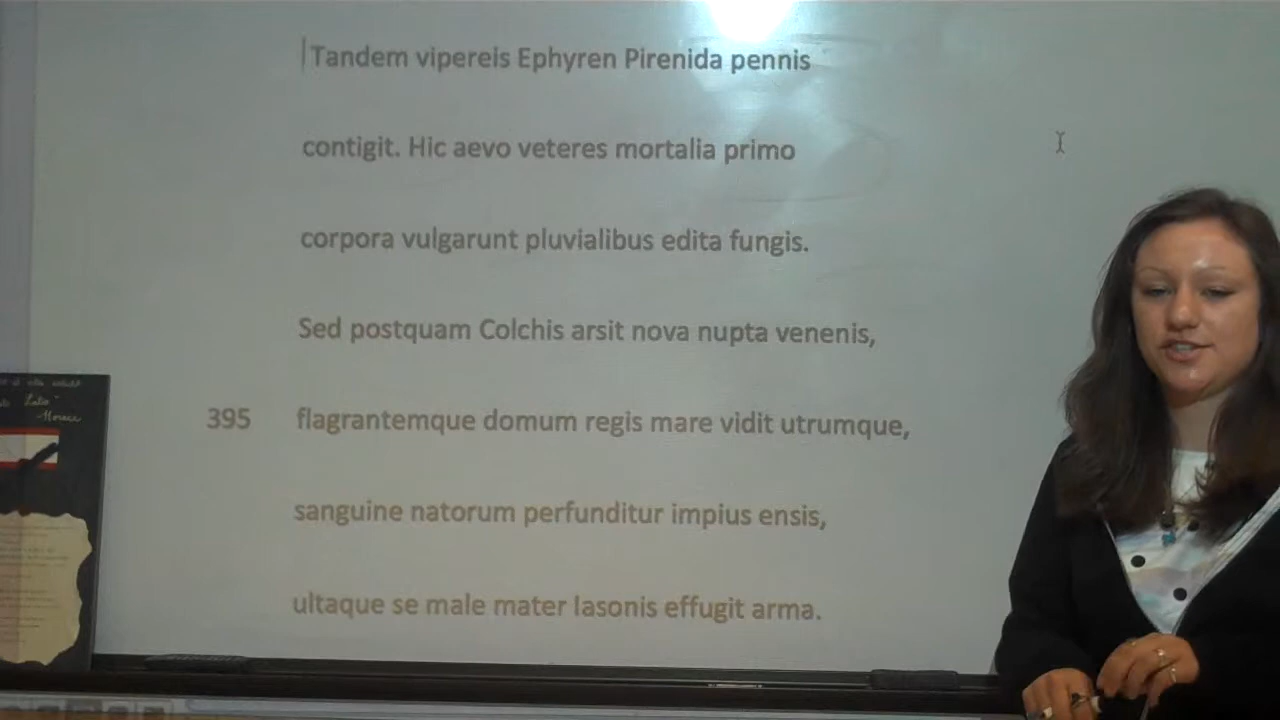 Tandem vipereis Ephyren Pirenida pennis
contigit. Hic aevo veteres mortalia primo
corpora vulgarunt pluvialibus edita fungis.
Sed postquam Colchis arsit nova nupta venenis,
395 flagrantemque domum regis mare vidit utrumque,
sanguine natorum perfunditur impius ensis,
ultaque se male mater Iasonis effugit arma.
Horace